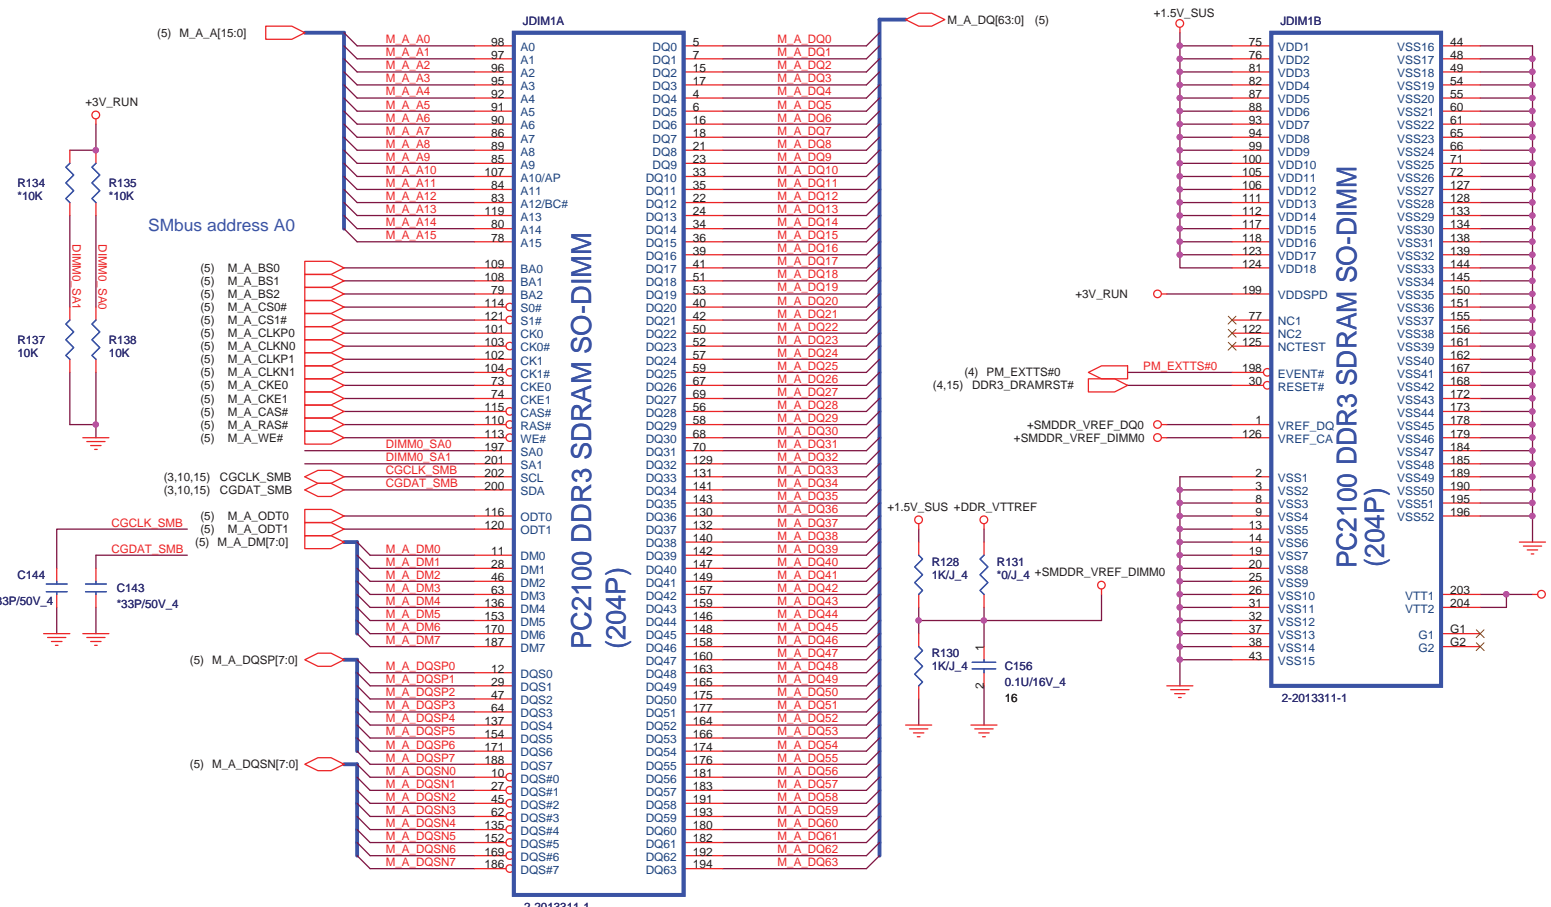 JDIM1A
(5) M_A_A[15:0]
M_A_A0 98 A0
M_A_A1 97 A1
M_A_A2 96 A2
M_A_A3 95 A3
M_A_A4 92 A4
M_A_A5 91 A5
M_A_A6 90 A6
M_A_A7 86 A7
M_A_A8 89 A8
M_A_A9 85 A9
M_A_A10 107 A10/AP
M_A_A11 84 A11
M_A_A12 83 A12/BC#
M_A_A13 119 A13
M_A_A14 80 A14
M_A_A15 78 A15
+3V_RUN
R134
*10K
R135
*10K
SMbus address A0
DIMM0_SA1
DIMM0_SA0
R137
10K
R138
10K
(5) M_A_BS0 109 BA0
(5) M_A_BS1 108 BA1
(5) M_A_BS2 79 BA2
(5) M_A_CS0# 114 S0#
(5) M_A_CS1# 121 S1#
(5) M_A_CLKP0 101 CK0
(5) M_A_CLKN0 103 CK0#
(5) M_A_CLKP1 102 CK1
(5) M_A_CLKN1 104 CK1#
(5) M_A_CKE0 73 CKE0
(5) M_A_CKE1 74 CKE1
(5) M_A_CAS# 115 CAS#
(5) M_A_RAS# 110 RAS#
(5) M_A_WE# 113 WE#
DIMM0_SA0 197 SA0
DIMM0_SA1 201 SA1
(3,10,15) CGCLK_SMB CGCLK_SMB 202 SCL
(3,10,15) CGDAT_SMB CGDAT_SMB 200 SDA
(5) M_A_ODT0 116 ODT0
(5) M_A_ODT1 120 ODT1
(5) M_A_DM[7:0]
CGCLK_SMB
CGDAT_SMB
C144
33P/50V_4
C143
*33P/50V_4
M_A_DM0 11 DM0
M_A_DM1 28 DM1
M_A_DM2 46 DM2
M_A_DM3 63 DM3
M_A_DM4 136 DM4
M_A_DM5 153 DM5
M_A_DM6 170 DM6
M_A_DM7 187 DM7
(5) M_A_DQSP[7:0]
M_A_DQSP0 12 DQS0
M_A_DQSP1 29 DQS1
M_A_DQSP2 47 DQS2
M_A_DQSP3 64 DQS3
M_A_DQSP4 137 DQS4
M_A_DQSP5 154 DQS5
M_A_DQSP6 171 DQS6
M_A_DQSP7 188 DQS7
(5) M_A_DQSN[7:0]
M_A_DQSN0 10 DQS#0
M_A_DQSN1 27 DQS#1
M_A_DQSN2 45 DQS#2
M_A_DQSN3 62 DQS#3
M_A_DQSN4 135 DQS#4
M_A_DQSN5 152 DQS#5
M_A_DQSN6 169 DQS#6
M_A_DQSN7 186 DQS#7
PC2100 DDR3 SDRAM SO-DIMM
(204P)
2-2013311-1
M_A_DQ[63:0] (5)
DQ0 5 M_A_DQ0
DQ1 7 M_A_DQ1
DQ2 15 M_A_DQ2
DQ3 17 M_A_DQ3
DQ4 4 M_A_DQ4
DQ5 6 M_A_DQ5
DQ6 16 M_A_DQ6
DQ7 18 M_A_DQ7
DQ8 21 M_A_DQ8
DQ9 23 M_A_DQ9
DQ10 33 M_A_DQ10
DQ11 35 M_A_DQ11
DQ12 22 M_A_DQ12
DQ13 24 M_A_DQ13
DQ14 34 M_A_DQ14
DQ15 36 M_A_DQ15
DQ16 39 M_A_DQ16
DQ17 41 M_A_DQ17
DQ18 51 M_A_DQ18
DQ19 53 M_A_DQ19
DQ20 40 M_A_DQ20
DQ21 42 M_A_DQ21
DQ22 50 M_A_DQ22
DQ23 52 M_A_DQ23
DQ24 57 M_A_DQ24
DQ25 59 M_A_DQ25
DQ26 67 M_A_DQ26
DQ27 69 M_A_DQ27
DQ28 56 M_A_DQ28
DQ29 58 M_A_DQ29
DQ30 68 M_A_DQ30
DQ31 70 M_A_DQ31
DQ32 129 M_A_DQ32
DQ33 131 M_A_DQ33
DQ34 141 M_A_DQ34
DQ35 143 M_A_DQ35
DQ36 130 M_A_DQ36
DQ37 132 M_A_DQ37
DQ38 140 M_A_DQ38
DQ39 142 M_A_DQ39
DQ40 147 M_A_DQ40
DQ41 149 M_A_DQ41
DQ42 157 M_A_DQ42
DQ43 159 M_A_DQ43
DQ44 146 M_A_DQ44
DQ45 148 M_A_DQ45
DQ46 158 M_A_DQ46
DQ47 160 M_A_DQ47
DQ48 163 M_A_DQ48
DQ49 165 M_A_DQ49
DQ50 175 M_A_DQ50
DQ51 177 M_A_DQ51
DQ52 164 M_A_DQ52
DQ53 166 M_A_DQ53
DQ54 174 M_A_DQ54
DQ55 176 M_A_DQ55
DQ56 181 M_A_DQ56
DQ57 183 M_A_DQ57
DQ58 191 M_A_DQ58
DQ59 193 M_A_DQ59
DQ60 180 M_A_DQ60
DQ61 182 M_A_DQ61
DQ62 192 M_A_DQ62
DQ63 194 M_A_DQ63
+1.5V_SUS +DDR_VTTREF
R128
1K/J_4
R131
*0/J_4
+SMDDR_VREF_DIMM0
R130
1K/J_4
1
2
C156
0.1U/16V_4
16
+1.5V_SUS
JDIM1B
75 VDD1
76 VDD2
81 VDD3
82 VDD4
87 VDD5
88 VDD6
93 VDD7
94 VDD8
99 VDD9
100 VDD10
105 VDD11
106 VDD12
111 VDD13
112 VDD14
117 VDD15
118 VDD16
123 VDD17
124 VDD18
+3V_RUN 199 VDDSPD
77 NC1
122 NC2
125 NCTEST
(4) PM_EXTTS#0 PM_EXTTS#0 198 EVENT#
(4,15) DDR3_DRAMRST# 30 RESET#
+SMDDR_VREF_DQ0 1 VREF_DQ
+SMDDR_VREF_DIMM0 126 VREF_CA
2 VSS1
3 VSS2
8 VSS3
9 VSS4
13 VSS5
14 VSS6
19 VSS7
20 VSS8
25 VSS9
26 VSS10
31 VSS11
32 VSS12
37 VSS13
38 VSS14
43 VSS15
PC2100 DDR3 SDRAM SO-DIMM
(204P)
VSS16 44
VSS17 48
VSS18 49
VSS19 54
VSS20 55
VSS21 60
VSS22 61
VSS23 65
VSS24 66
VSS25 71
VSS26 72
VSS27 127
VSS28 128
VSS29 133
VSS30 134
VSS31 138
VSS32 139
VSS33 144
VSS34 145
VSS35 150
VSS36 151
VSS37 155
VSS38 156
VSS39 161
VSS40 162
VSS41 167
VSS42 168
VSS43 172
VSS44 173
VSS45 178
VSS46 179
VSS47 184
VSS48 185
VSS49 189
VSS50 190
VSS51 195
VSS52 196
VTT1 203
VTT2 204
G1 G1
G2 G2
2-2013311-1